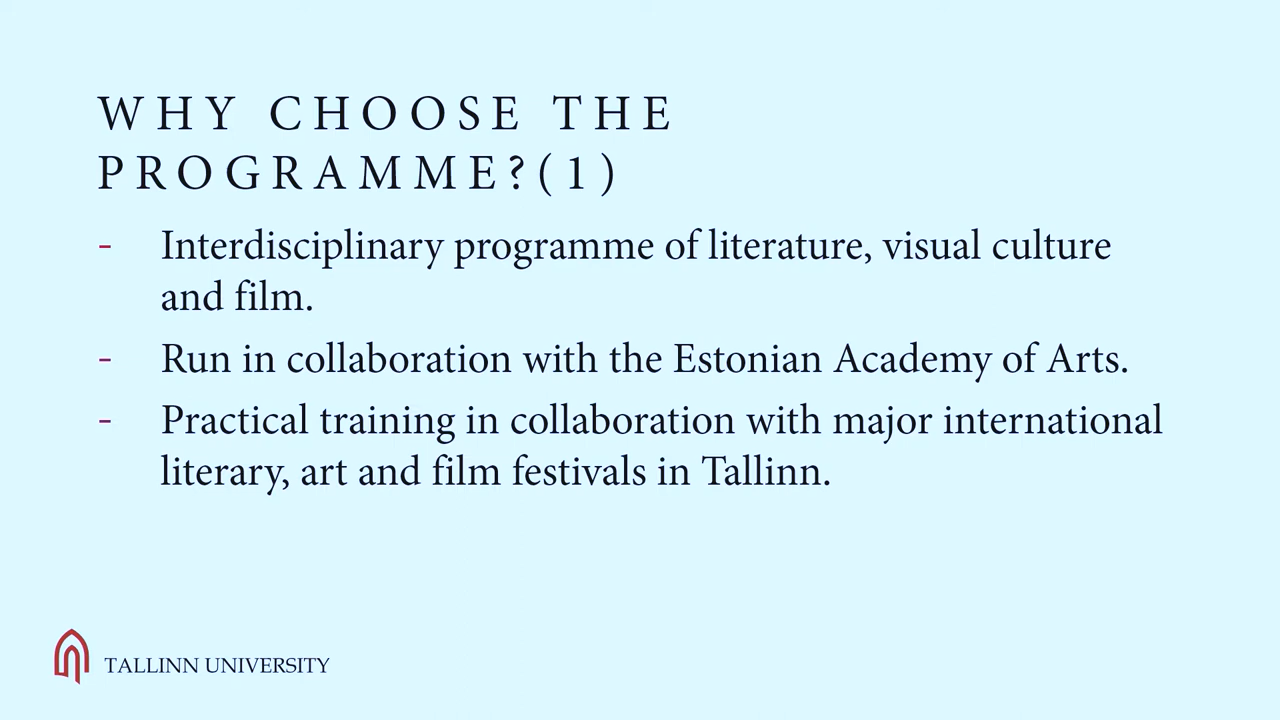 WHY CHOOSE THE
PROGRAMME?(1)
- Interdisciplinary programme of literature, visual culture
and film.
- Run in collaboration with the Estonian Academy of Arts.
- Practical training in collaboration with major international
literary, art and film festivals in Tallinn.
TALLINN UNIVERSITY